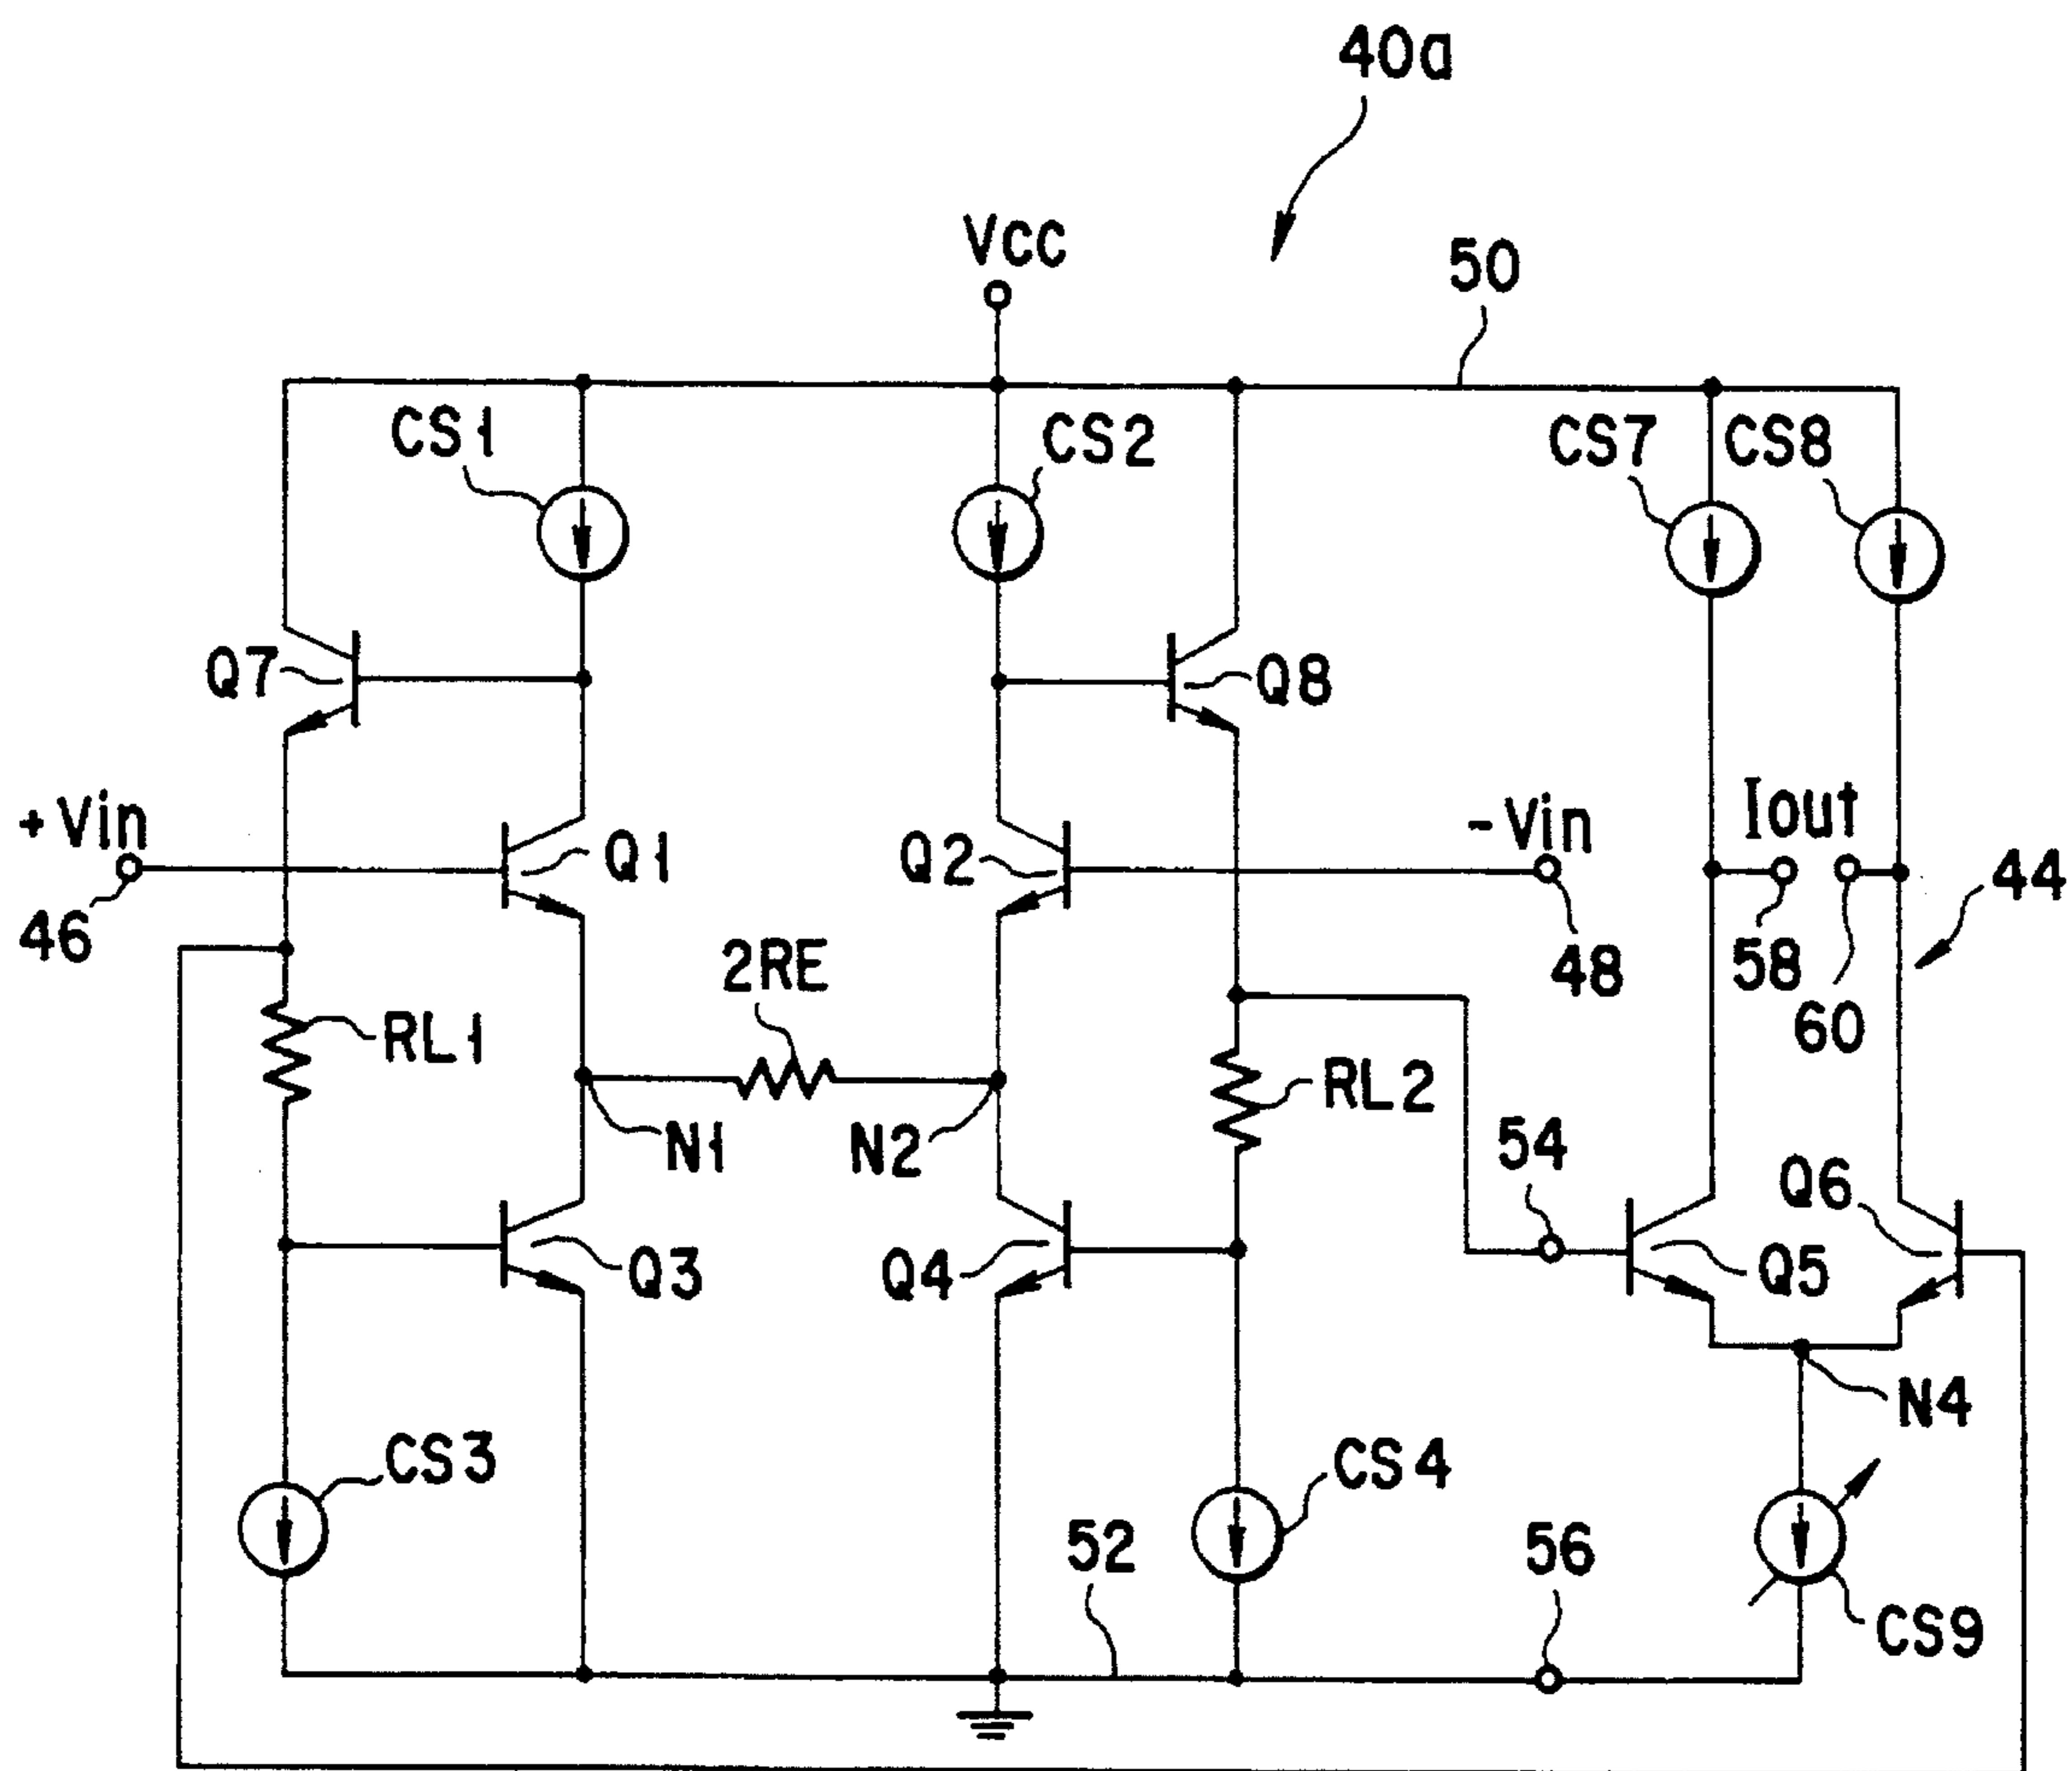 40a
Vcc
50
CS1
CS2
CS7
CS8
Q7
Q8
+Vin
Q1
Q2
-Vin
Iout
44
46
48
58
60
2RE
RL1
RL2
N1
N2
54
Q6
Q3
Q4
Q5
N4
CS3
CS4
52
56
CS9